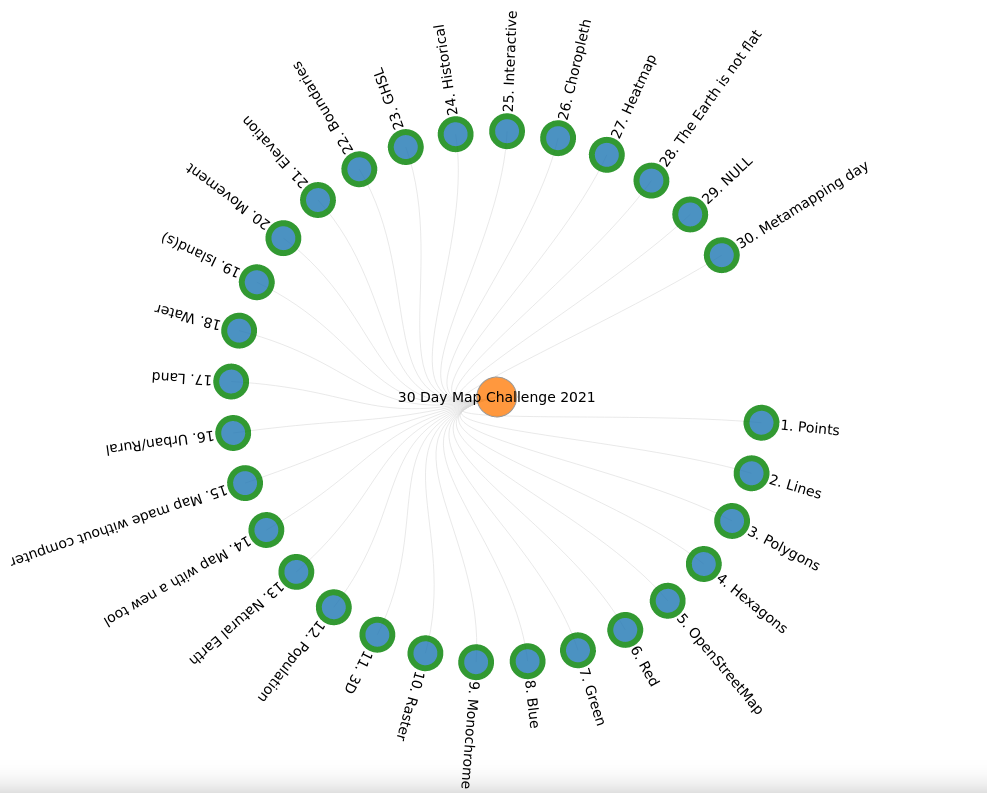 30 Day Map Challenge 2021
1. Points
2. Lines
3. Polygons
4. Hexagons
5. OpenStreetMap
6. Red
7. Green
8. Blue
9. Monochrome
10. Raster
11. 3D
12. Population
13. Natural Earth
14. Map with a new tool
15. Map made without computer
16. Urban/Rural
17. Land
18. Water
19. Island(s)
20. Movement
21. Elevation
22. Boundaries
23. GHSL
24. Historical
25. Interactive
26. Choropleth
27. Heatmap
28. The Earth is not flat
29. NULL
30. Metamapping day